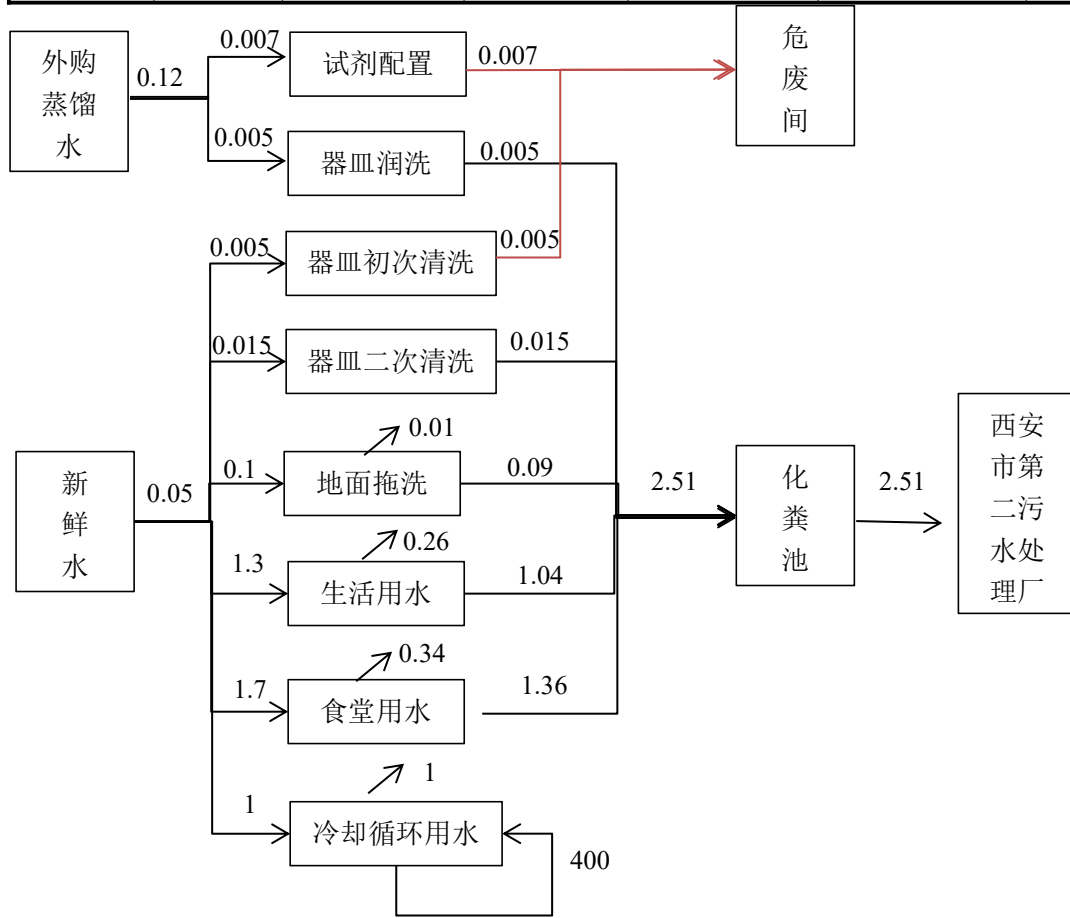 外购
蒸馏
水
0.12
0.007
试剂配置
0.007
危
废
间
0.005
器皿润洗
0.005
0.005
器皿初次清洗
0.005
0.015
器皿二次清洗
0.015
新
鲜
水
0.05
0.1
0.01
地面拖洗
0.09
1.3
0.26
生活用水
1.04
1.7
0.34
食堂用水
1.36
1
1
冷却循环用水
400
2.51
化
粪
池
2.51
西安
市第
二污
水处
理厂